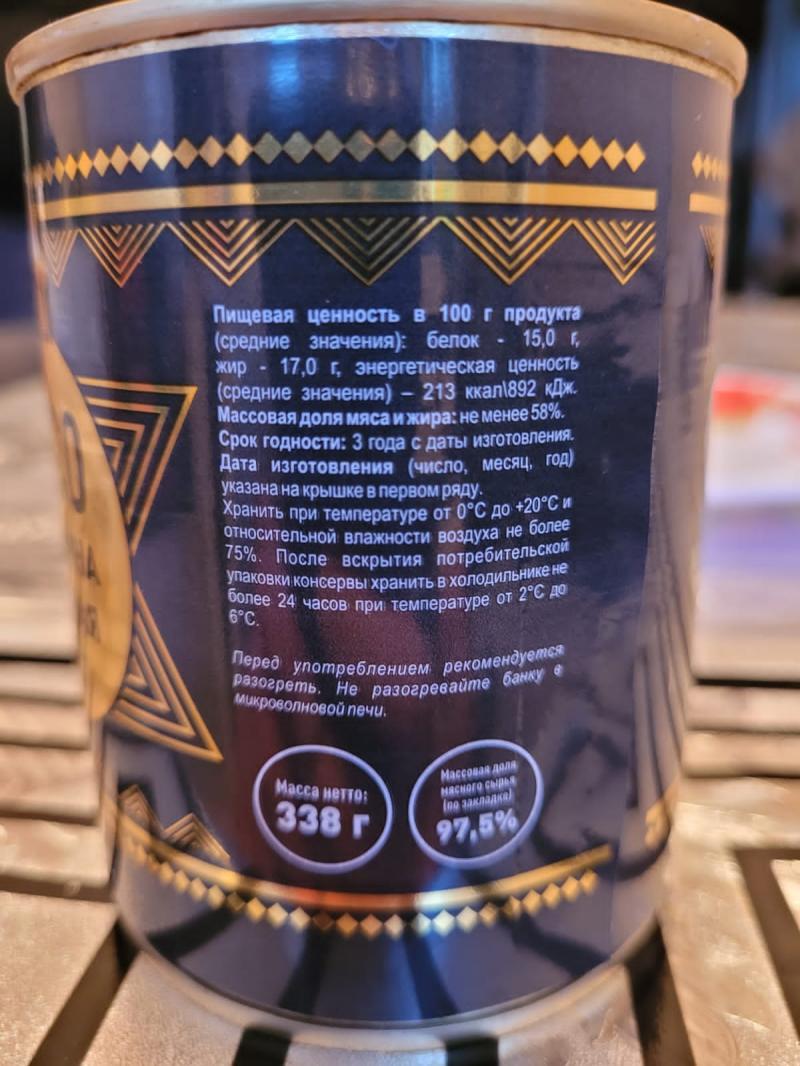 Пищевая ценность в 100 г продукта
(средние значения): белок - 15,0 г,
жир - 17,0 г, энергетическая ценность
(средние значения) – 213 ккал\892 кДж.
Массовая доля мяса и жира: не менее 58%.
Срок годности: 3 года с даты изготовления.
Дата изготовления (число, месяц, год)
указана на крышке в первом ряду.
Хранить при температуре от 0°С до +20°С и
относительной влажности воздуха не более
75%. После вскрытия потребительской
упаковки консервы хранить в холодильнике не
более 24 часов при температуре от 2°С до
6°С.
Перед употреблением рекомендуется
разогреть. Не разогревайте банку в
микроволновой печи.
Масса нетто:
338 г
Массовая доля
мясного сырья
(по закладке)
97,5%